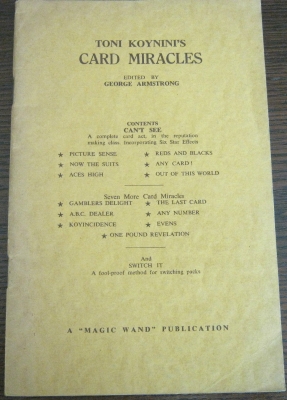 TONI KOYNINI'S
CARD MIRACLES
EDITED BY
GEORGE ARMSTRONG
CONTENTS
CAN'T SEE
A complete card act, in the reputation
making class, incorporating Six Star Effects
★ PICTURE SENSE ★ REDS AND BLACKS
★ NOW THE SUITS ★ ANY CARD!
★ ACES HIGH ★ OUT OF THIS WORLD
Seven More Card Miracles
★ GAMBLERS DELIGHT ★ THE LAST CARD
★ A.B.C. DEALER ★ ANY NUMBER
★ KOYINCIDENCE ★ EVENS
★ ONE POUND REVELATION
And
SWITCH IT
A fool-proof method for switching packs
A "MAGIC WAND" PUBLICATION